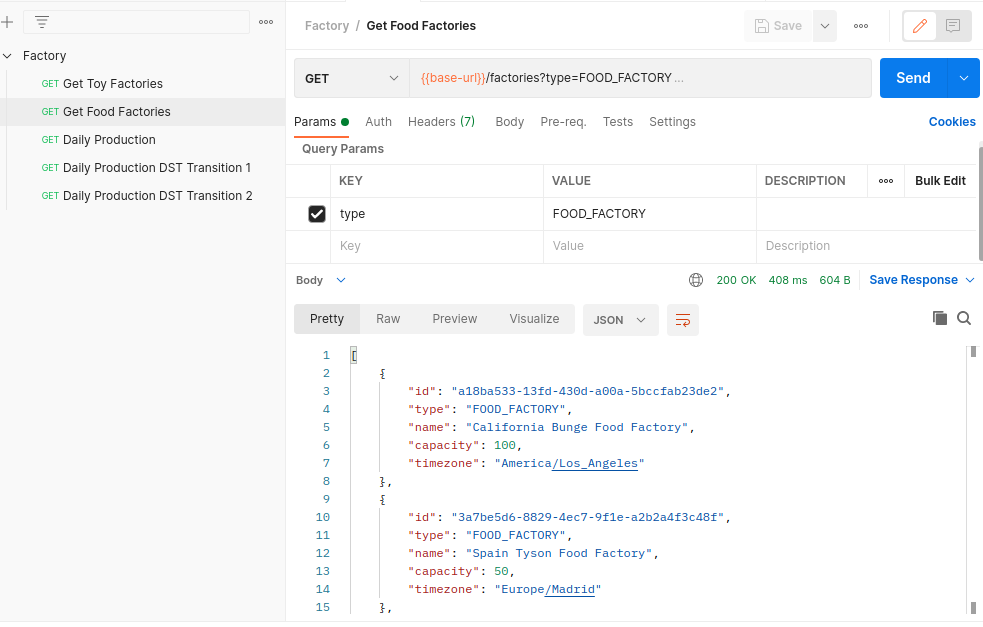 Factory / Get Food Factories
Save
Factory
GET Get Toy Factories
GET Get Food Factories
GET Daily Production
GET Daily Production DST Transition 1
GET Daily Production DST Transition 2
GET {{base-url}}/factories?type=FOOD_FACTORY ... Send
Params Auth Headers (7) Body Pre-req. Tests Settings Cookies
Query Params
KEY VALUE DESCRIPTION Bulk Edit
type FOOD_FACTORY
Key Value Description
Body 200 OK 408 ms 604 B Save Response
Pretty Raw Preview Visualize JSON
1 [
2 {
3 "id": "a18ba533-13fd-430d-a00a-5bccfab23de2",
4 "type": "FOOD_FACTORY",
5 "name": "California Bunge Food Factory",
6 "capacity": 100,
7 "timezone": "America/Los_Angeles"
8 },
9 {
10 "id": "3a7be5d6-8829-4ec7-9f1e-a2b2a4f3c48f",
11 "type": "FOOD_FACTORY",
12 "name": "Spain Tyson Food Factory",
13 "capacity": 50,
14 "timezone": "Europe/Madrid"
15 },